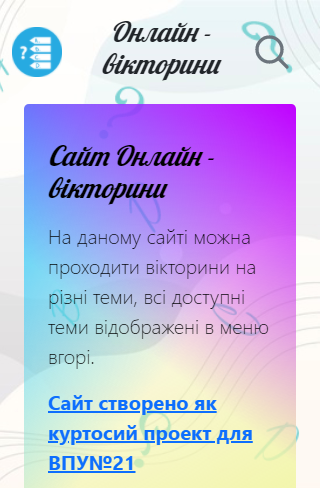 Онлайн -
вікторини
Сайт Онлайн -
вікторини
На даному сайті можна
проходити вікторини на
різні теми, всі доступні
теми відображені в меню
вгорі.
Сайт створено як
куртосий проект для
ВПУ№21